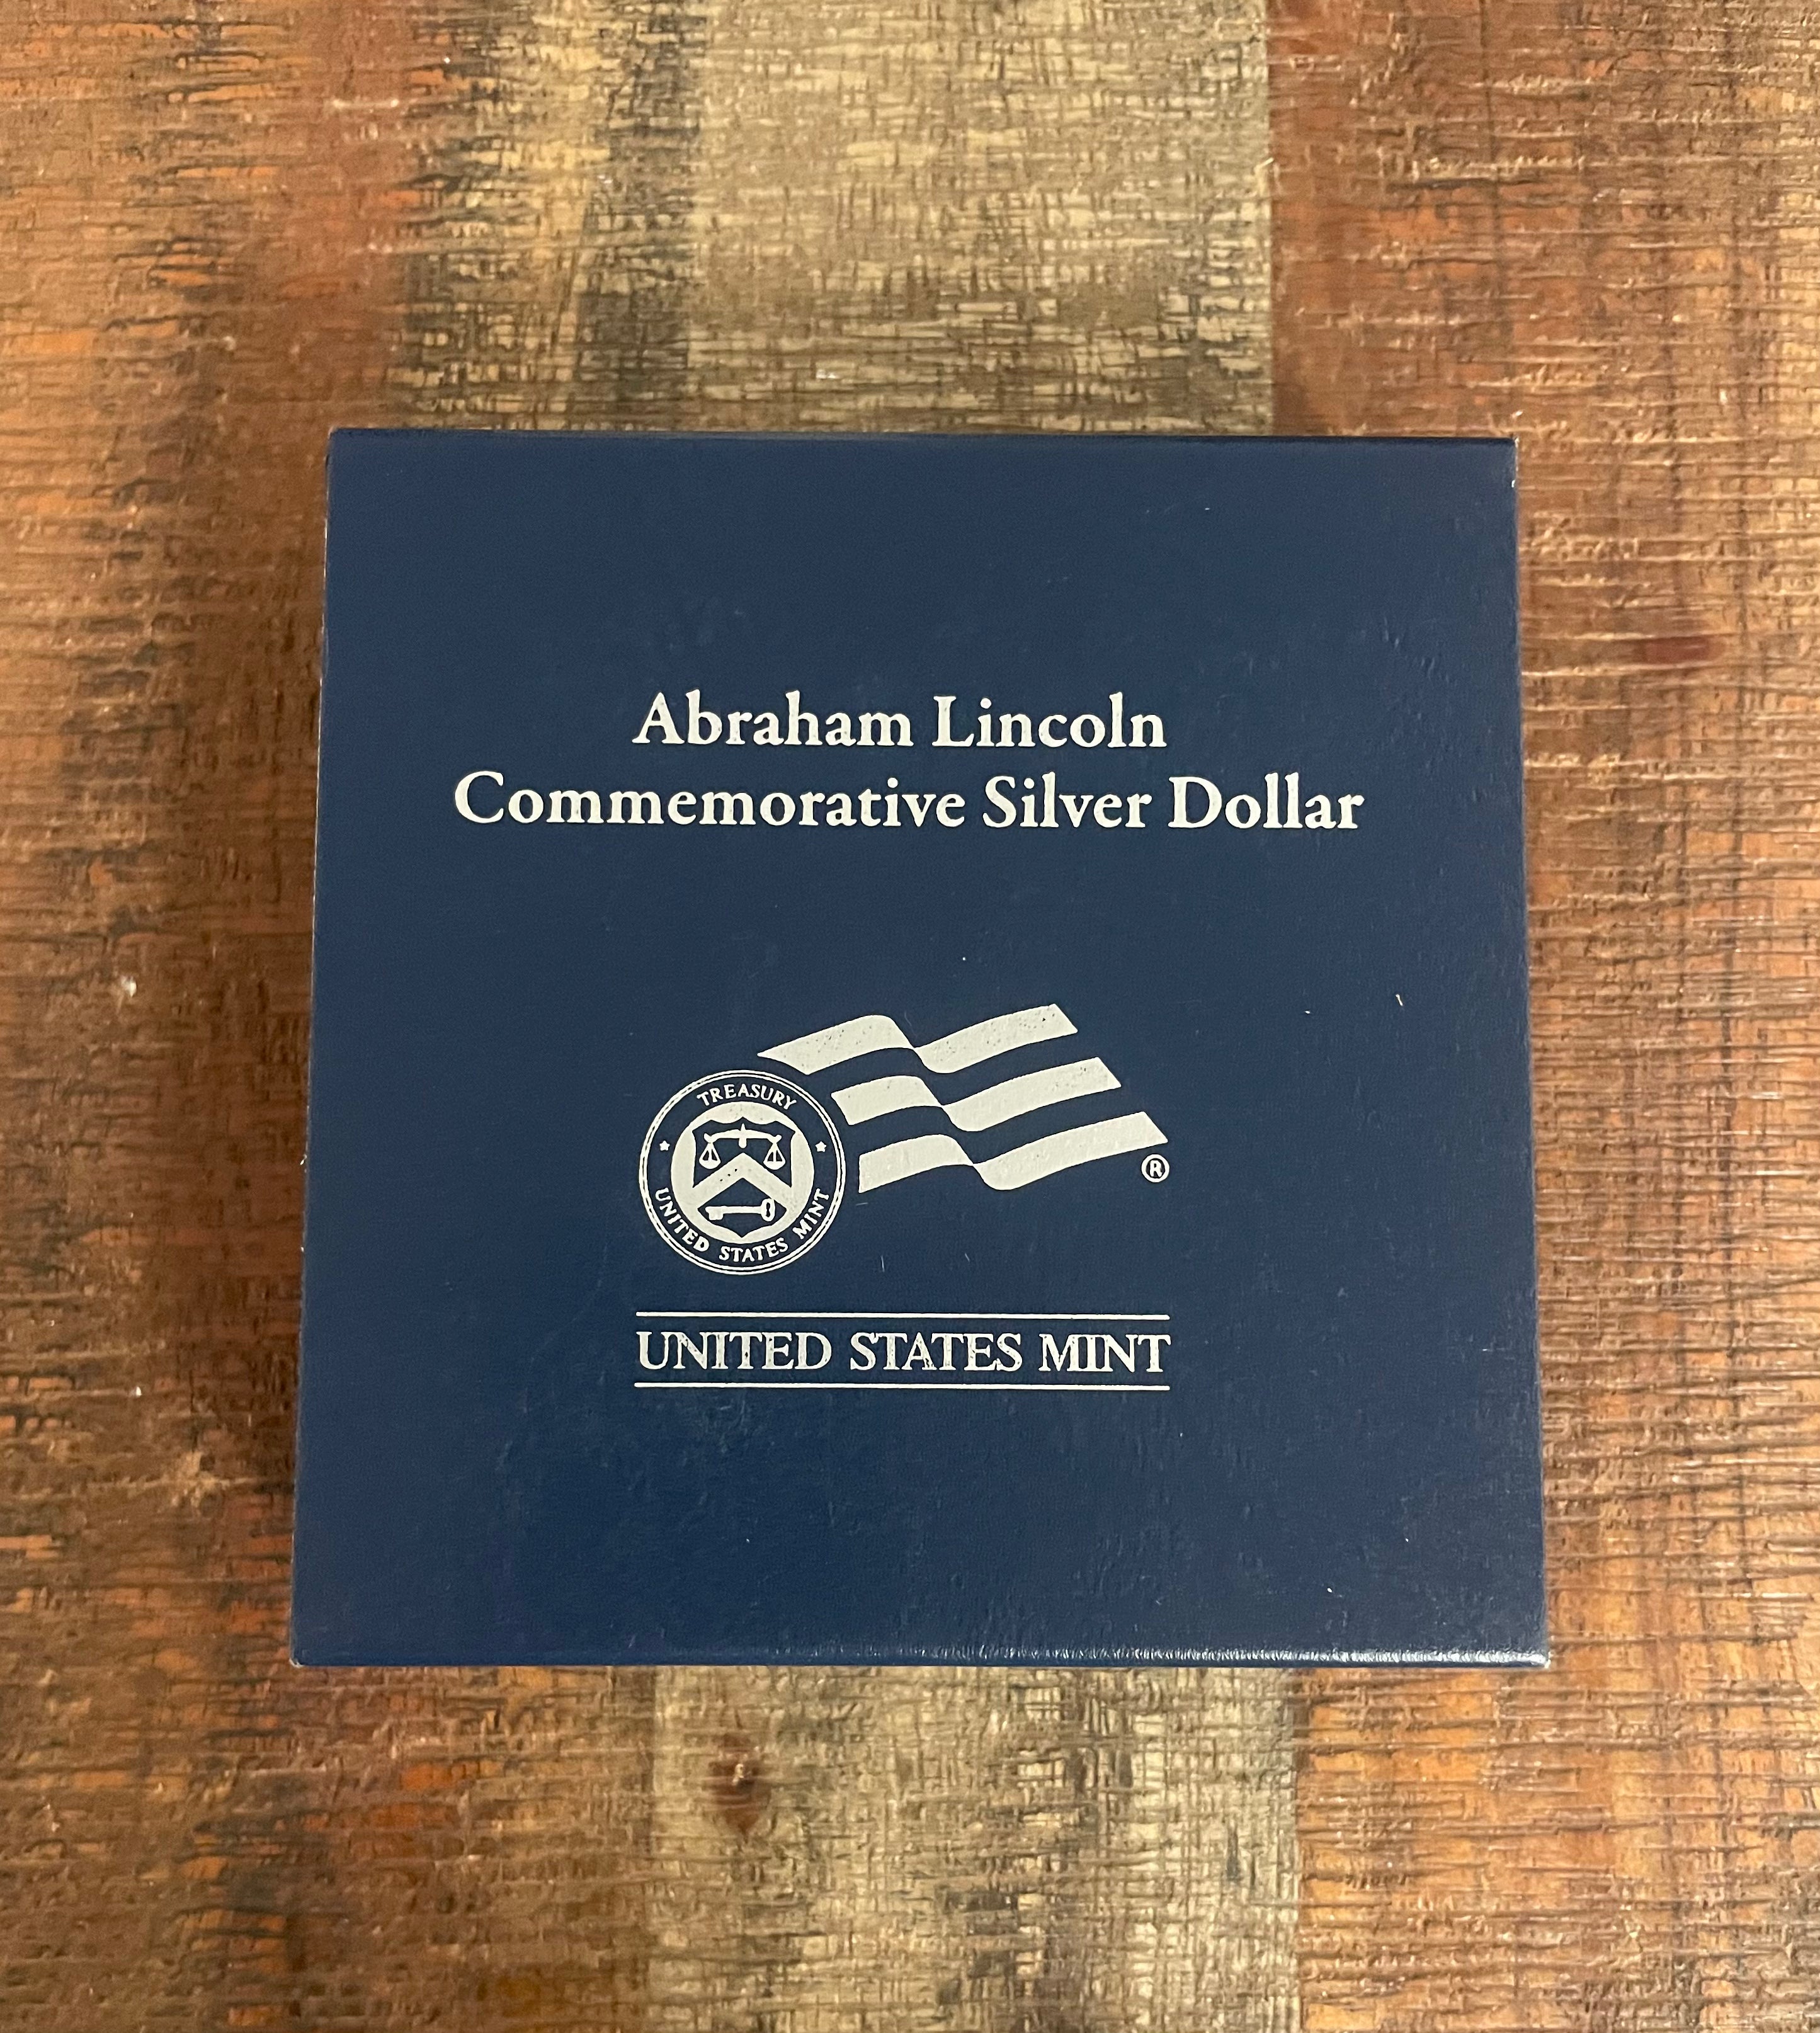 Abraham Lincoln
Commemorative Silver Dollar
TREASURY
UNITED STATES MINT
®
UNITED STATES MINT